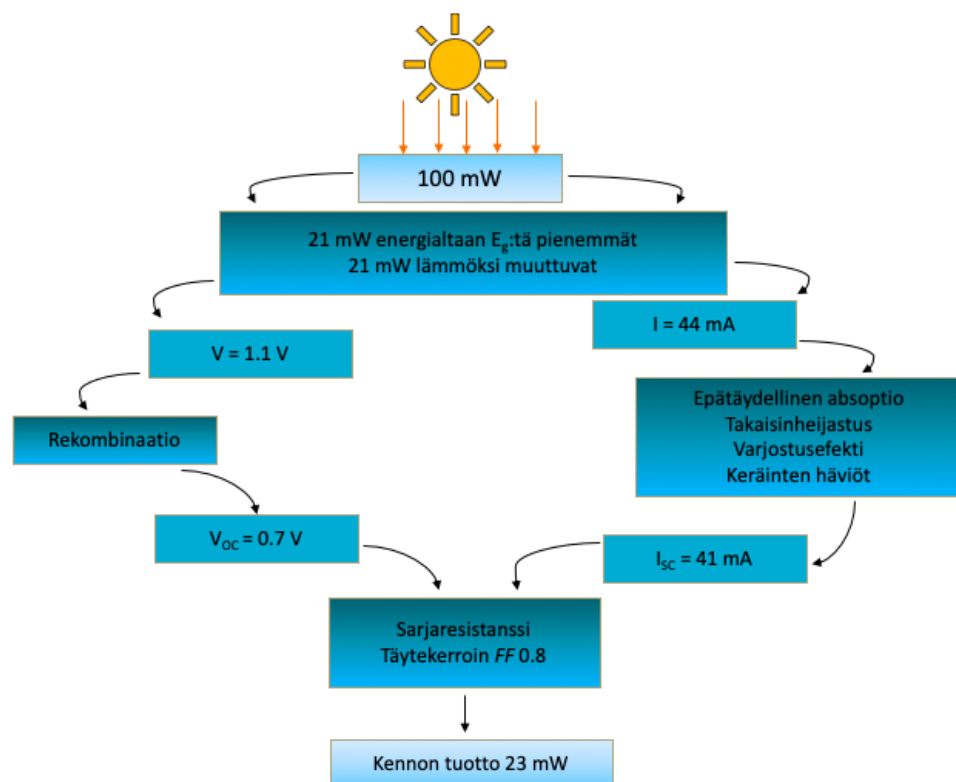 100 mW
21 mW energialtaan Eg:tä pienemmät
21 mW lämmöksi muuttuvat
V = 1.1 V
I = 44 mA
Rekombinaatio
Epätäydellinen absoptio
Takaisinheijastus
Varjostusefekti
Keräinten häviöt
VOC = 0.7 V
ISC = 41 mA
Sarjaresistanssi
Täytekerroin FF 0.8
Kennon tuotto 23 mW